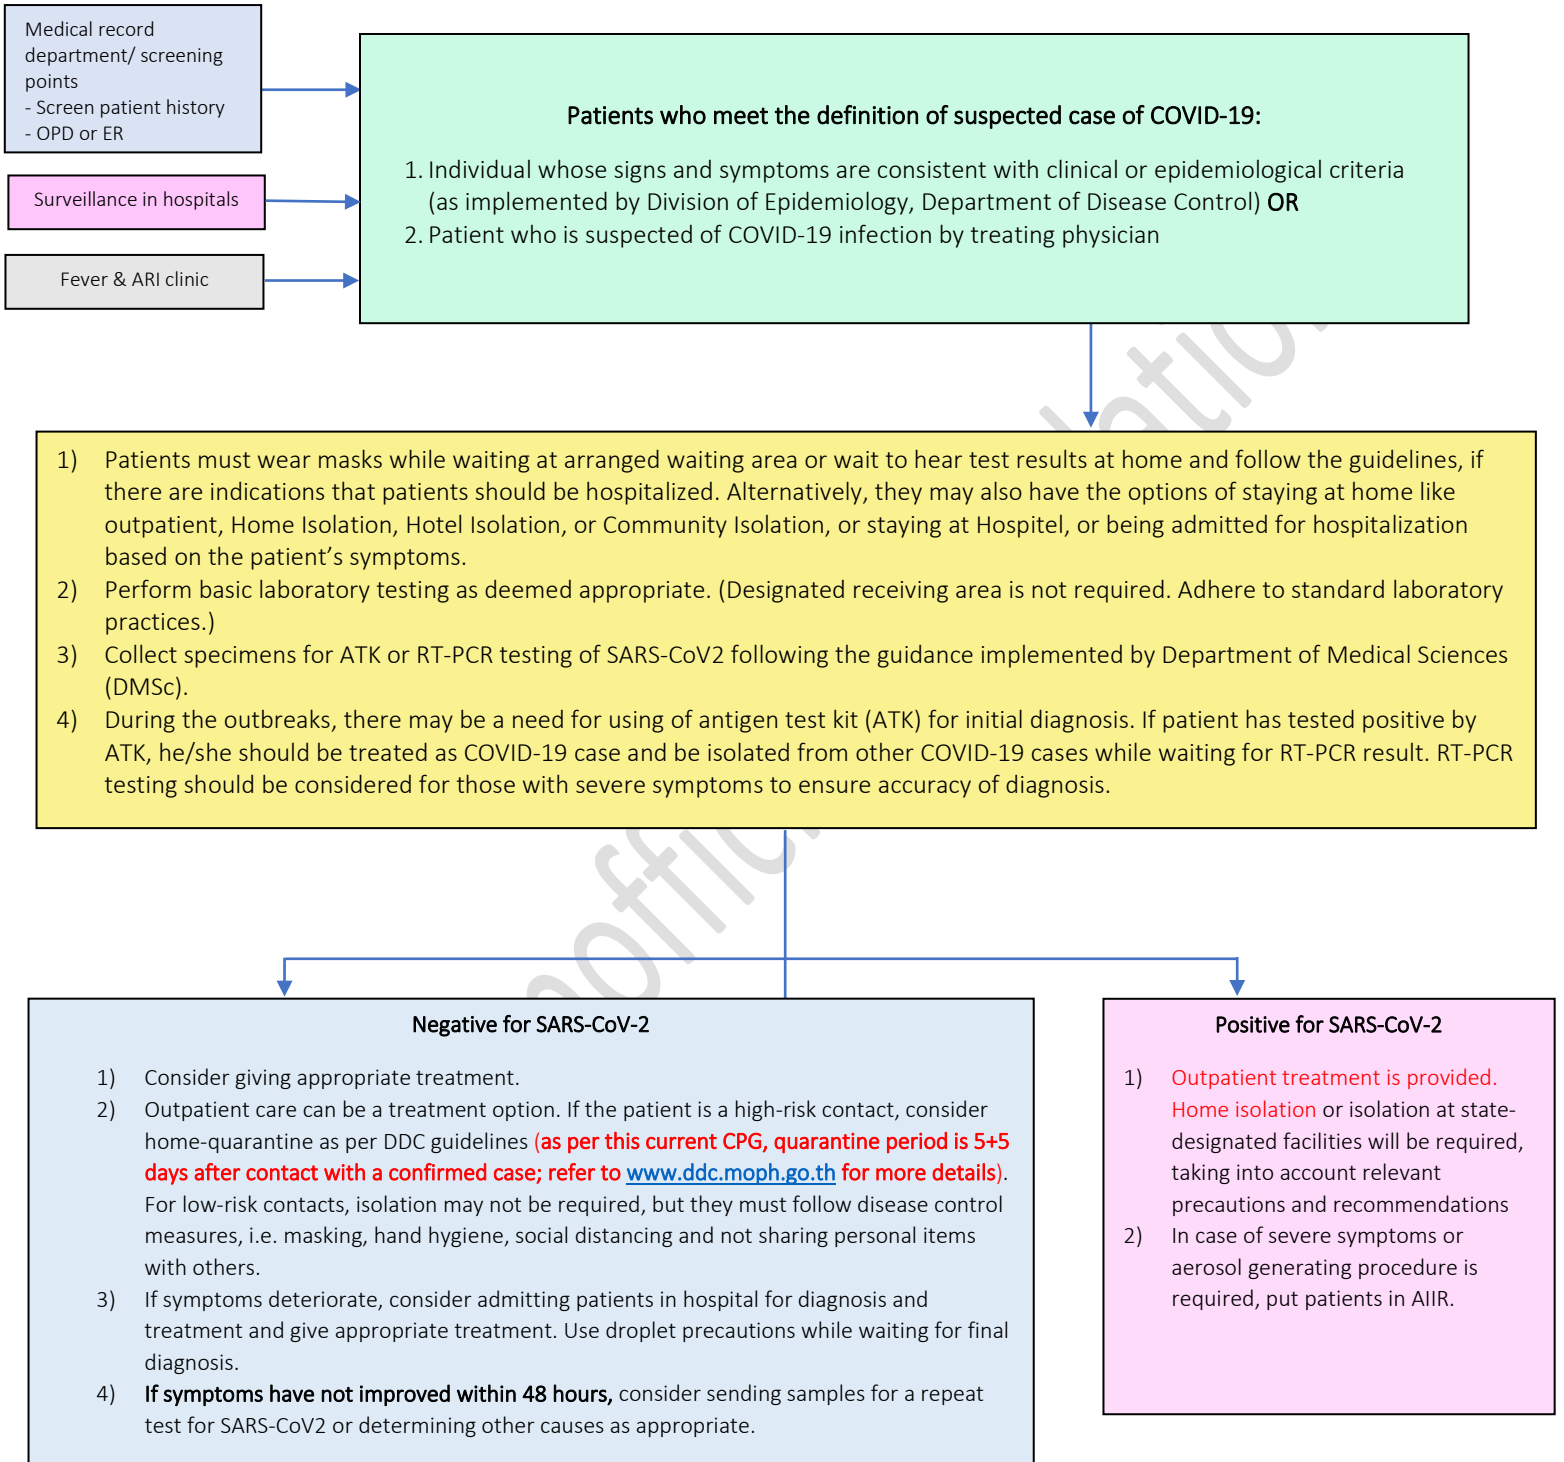 Medical record
department/ screening
points
- Screen patient history
- OPD or ER
Surveillance in hospitals
Fever & ARI clinic
Patients who meet the definition of suspected case of COVID-19:
1. Individual whose signs and symptoms are consistent with clinical or epidemiological criteria
(as implemented by Division of Epidemiology, Department of Disease Control) OR
2. Patient who is suspected of COVID-19 infection by treating physician
1) Patients must wear masks while waiting at arranged waiting area or wait to hear test results at home and follow the guidelines, if
there are indications that patients should be hospitalized. Alternatively, they may also have the options of staying at home like
outpatient, Home Isolation, Hotel Isolation, or Community Isolation, or staying at Hospitel, or being admitted for hospitalization
based on the patient's symptoms.
2) Perform basic laboratory testing as deemed appropriate. (Designated receiving area is not required. Adhere to standard laboratory
practices.)
3) Collect specimens for ATK or RT-PCR testing of SARS-CoV2 following the guidance implemented by Department of Medical Sciences
(DMSc).
4) During the outbreaks, there may be a need for using of antigen test kit (ATK) for initial diagnosis. If patient has tested positive by
ATK, he/she should be treated as COVID-19 case and be isolated from other COVID-19 cases while waiting for RT-PCR result. RT-PCR
testing should be considered for those with severe symptoms to ensure accuracy of diagnosis.
Negative for SARS-CoV-2
1) Consider giving appropriate treatment.
2) Outpatient care can be a treatment option. If the patient is a high-risk contact, consider
home-quarantine as per DDC guidelines (as per this current CPG, quarantine period is 5+5
days after contact with a confirmed case; refer to www.ddc.moph.go.th for more details).
For low-risk contacts, isolation may not be required, but they must follow disease control
measures, i.e. masking, hand hygiene, social distancing and not sharing personal items
with others.
3) If symptoms deteriorate, consider admitting patients in hospital for diagnosis and
treatment and give appropriate treatment. Use droplet precautions while waiting for final
diagnosis.
4) If symptoms have not improved within 48 hours, consider sending samples for a repeat
test for SARS-CoV2 or determining other causes as appropriate.
Positive for SARS-CoV-2
1) Outpatient treatment is provided.
Home isolation or isolation at state-
designated facilities will be required,
taking into account relevant
precautions and recommendations
2) In case of severe symptoms or
aerosol generating procedure is
required, put patients in AIIR.